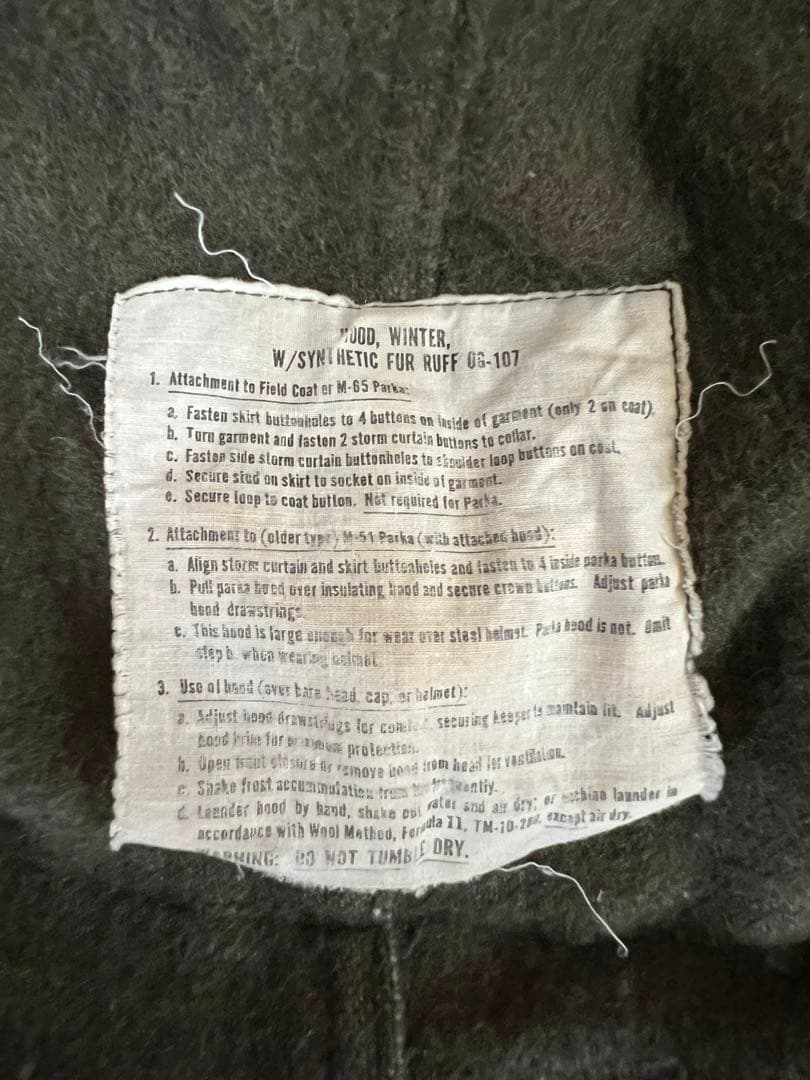 HOOD, WINTER,
W/SYNTHETIC FUR RUFF OG-107
1. Attachment to Field Coat or M-65 Parka:
a. Fasten skirt buttonholes to 4 buttons on inside of garment (only 2 on coat).
b. Turn garment and fasten 2 storm curtain buttons to collar.
c. Fasten side storm curtain buttonholes to shoulder loop buttons on coat.
d. Secure stud on skirt to socket on inside of garment.
e. Secure loop to coat button. Not required for Parka.
2. Attachment to (older type) M-51 Parka (with attached hood):
a. Align storm curtain and skirt buttonholes and fasten to 4 inside parka buttons.
b. Pull parka hood over insulating hood and secure crown buttons. Adjust parka
hood drawstrings
c. This hood is large enough for wear over steel helmet. Parka hood is not. Omit
step b. when wearing helmet
3. Use of hood (over bare head, cap, or helmet):
a. Adjust hood drawstrings for securing keeper to maintain fit. Adjust
hood brim for maximum protection.
b. Open front closure or remove hood from head for ventilation.
c. Shake frost accummulation from
d. Launder hood by hand, shake out water and air dry; or machine launder in
accordance with Wool Method, Formula II, TM-10- except air dry.
WARNING: DO NOT TUMBLE DRY.